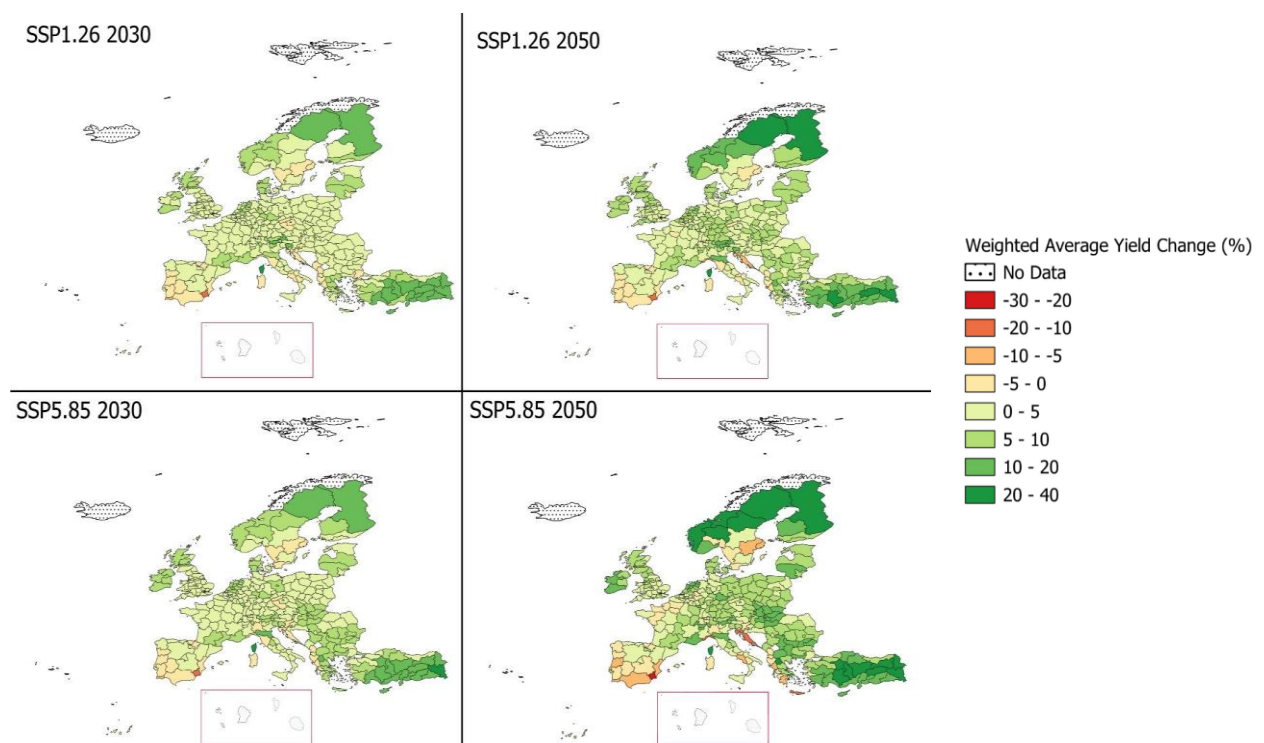 SSP1.26 2030
SSP1.26 2050
SSP5.85 2030
SSP5.85 2050
Weighted Average Yield Change (%)
No Data
-30 - -20
-20 - -10
-10 - -5
-5 - 0
0 - 5
5 - 10
10 - 20
20 - 40